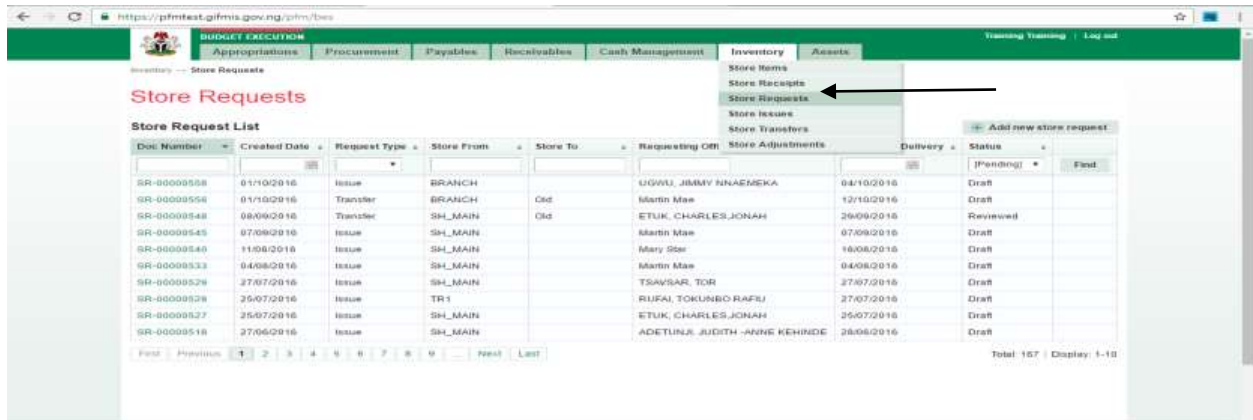 https://pfmtest.gifmis.gov.ng/pfm/bes
BUDGET EXECUTION
Training Training | Log out
Appropriations Procurement Payables Receivables Cash Management Inventory Assets
Inventory — Store Requests
Store Items
Store Receipts
Store Requests
Store Issues
Store Transfers
Store Adjustments
Store Requests
Store Request List
Add new store request
Doc Number Created Date Request Type Store From Store To Requesting Offi Delivery Status
[Pending] Find
SR-00000558 01/10/2016 Issue BRANCH UGWU, JIMMY NNAEMEKA 04/10/2016 Draft
SR-00000556 01/10/2016 Transfer BRANCH Old Martin Mae 12/10/2016 Draft
SR-00000548 08/09/2016 Transfer SH_MAIN Old ETUK, CHARLES JONAH 29/09/2016 Reviewed
SR-00000545 07/09/2016 Issue SH_MAIN Martin Mae 07/09/2016 Draft
SR-00000540 11/08/2016 Issue SH_MAIN Mary Star 16/08/2016 Draft
SR-00000533 04/08/2016 Issue SH_MAIN Martin Mae 04/08/2016 Draft
SR-00000529 27/07/2016 Issue SH_MAIN TSAVSAR, TOR 27/07/2016 Draft
SR-00000528 25/07/2016 Issue TR1 RUFAI, TOKUNBO RAFIU 27/07/2016 Draft
SR-00000527 25/07/2016 Issue SH_MAIN ETUK, CHARLES JONAH 25/07/2016 Draft
SR-00000516 27/06/2016 Issue SH_MAIN ADETUNJI, JUDITH -ANNE KEHINDE 28/06/2016 Draft
First Previous 1 2 3 4 5 6 7 8 9 ... Next Last
Total: 167 | Display: 1-10